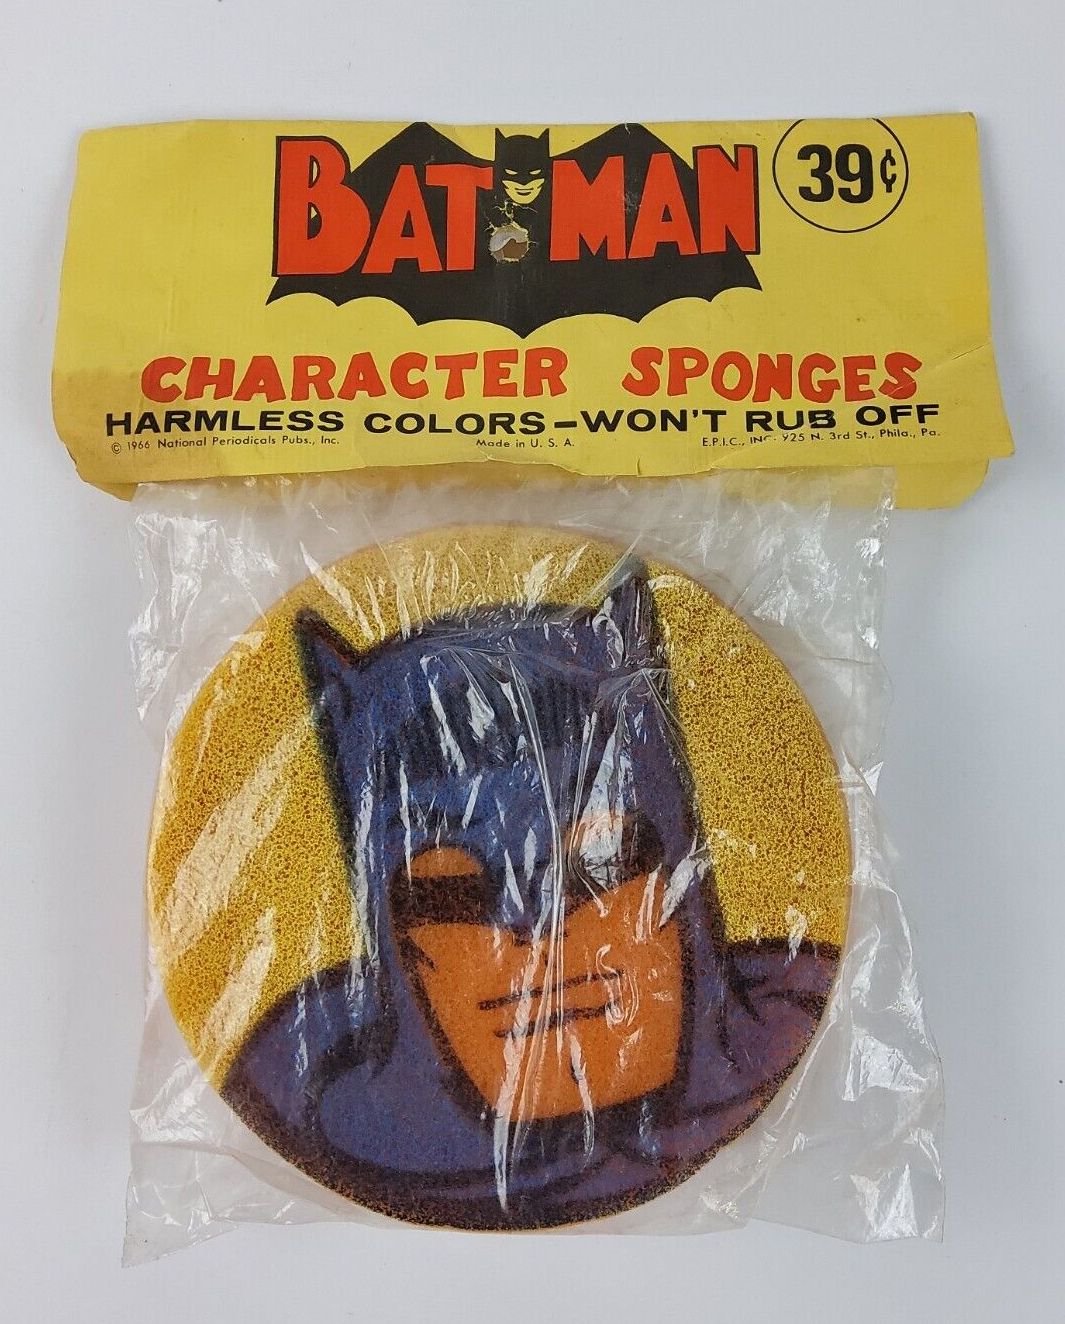 BATMAN
39¢
CHARACTER SPONGES
HARMLESS COLORS–WON'T RUB OFF
© 1966 National Periodicals Pubs., Inc. Made in U. S. A. E.P.I.C., INC. 925 N. 3rd St., Phila., Pa.